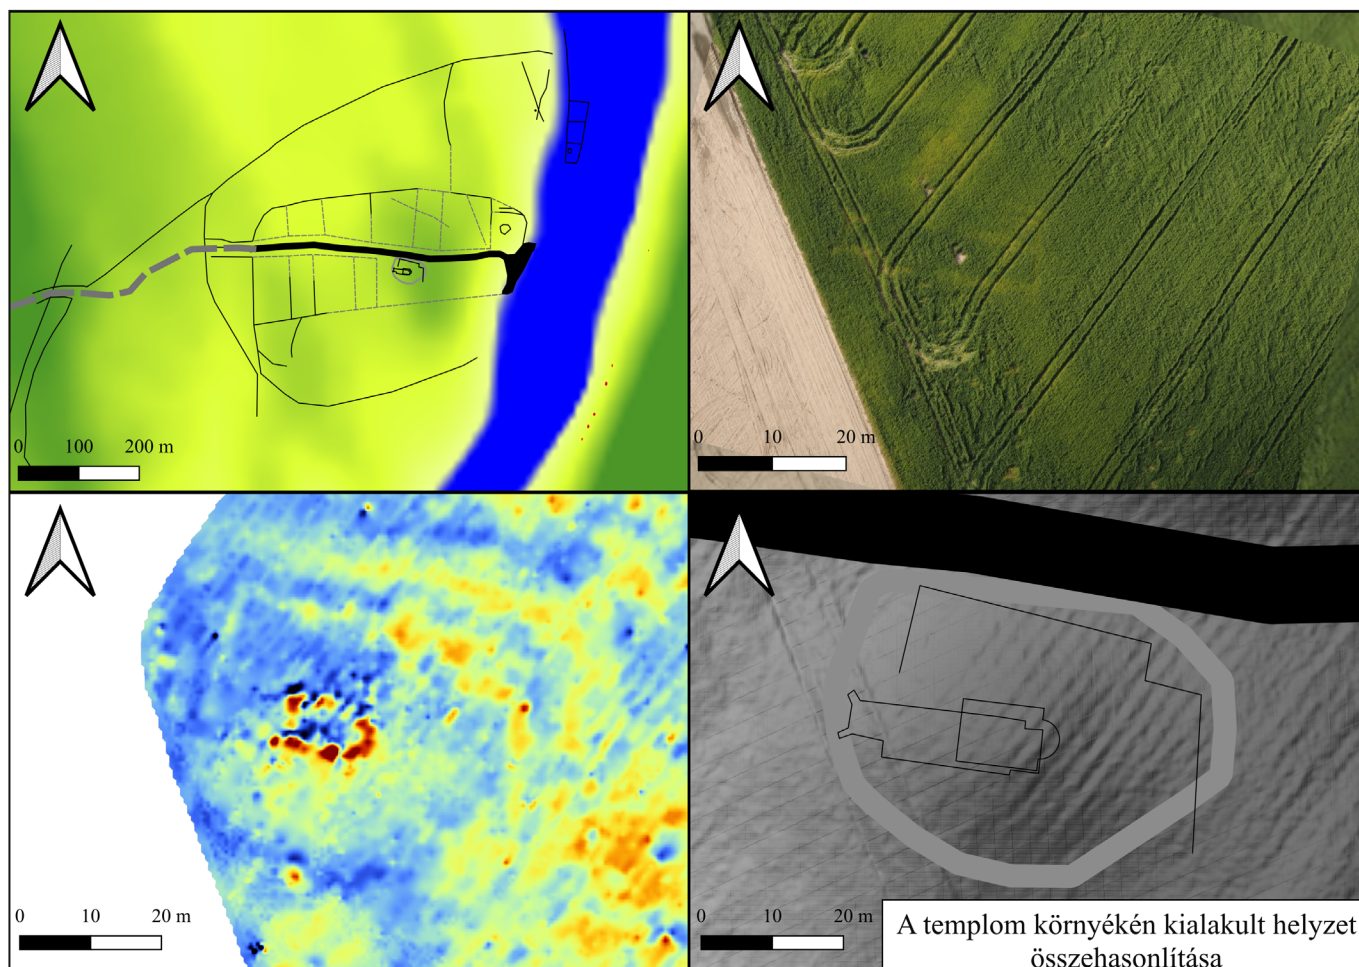 0 100 200 m
0 10 20 m
0 10 20 m
0 10 20 m
A templom környékén kialakult helyzet
összehasonlítása